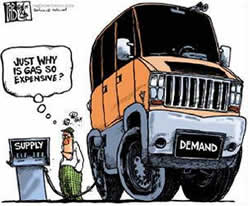 JUST WHY
IS GAS SO
EXPENSIVE?
SUPPLY
DEMAND